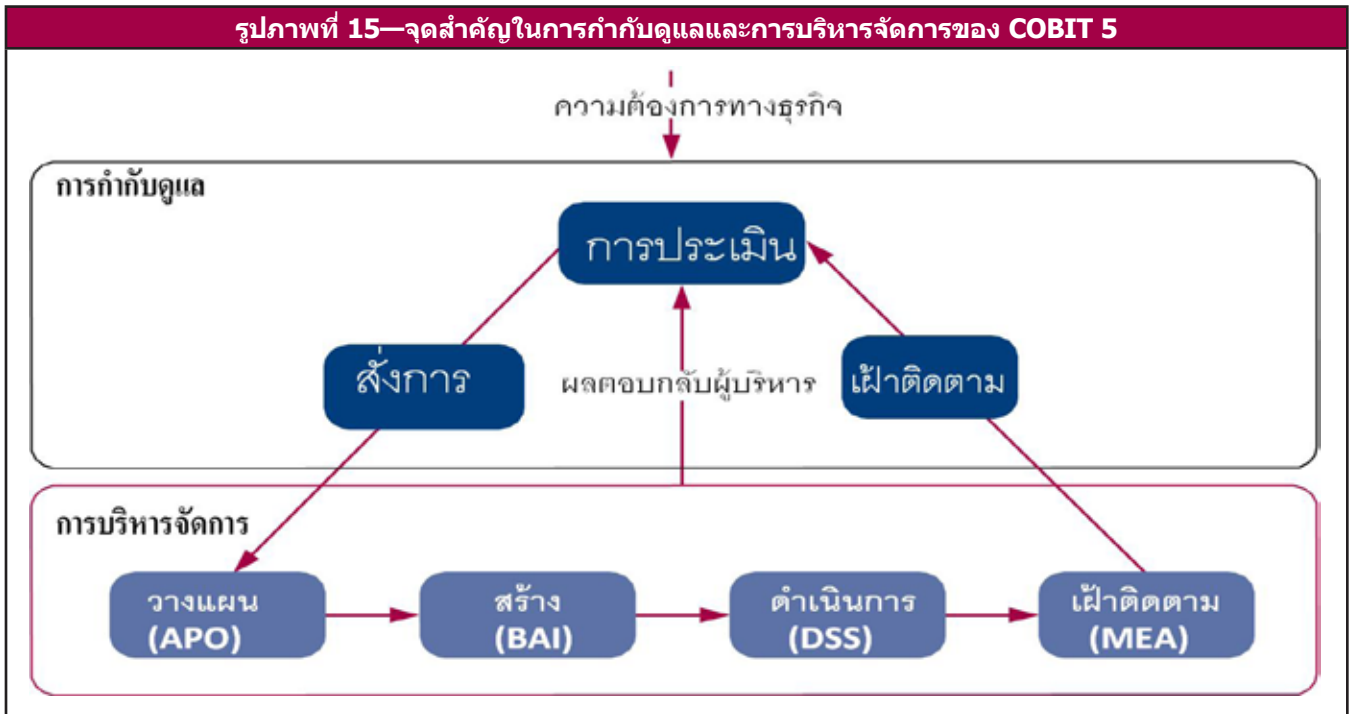 รูปภาพที่ 15—จุดสำคัญในการกำกับดูแลและการบริหารจัดการของ COBIT 5
ความต้องการทางธุรกิจ
การกำกับดูแล
การประเมิน
สั่งการ
ผลตอบกลับผู้บริหาร
เฝ้าติดตาม
การบริหารจัดการ
วางแผน
(APO)
สร้าง
(BAI)
ดำเนินการ
(DSS)
เฝ้าติดตาม
(MEA)